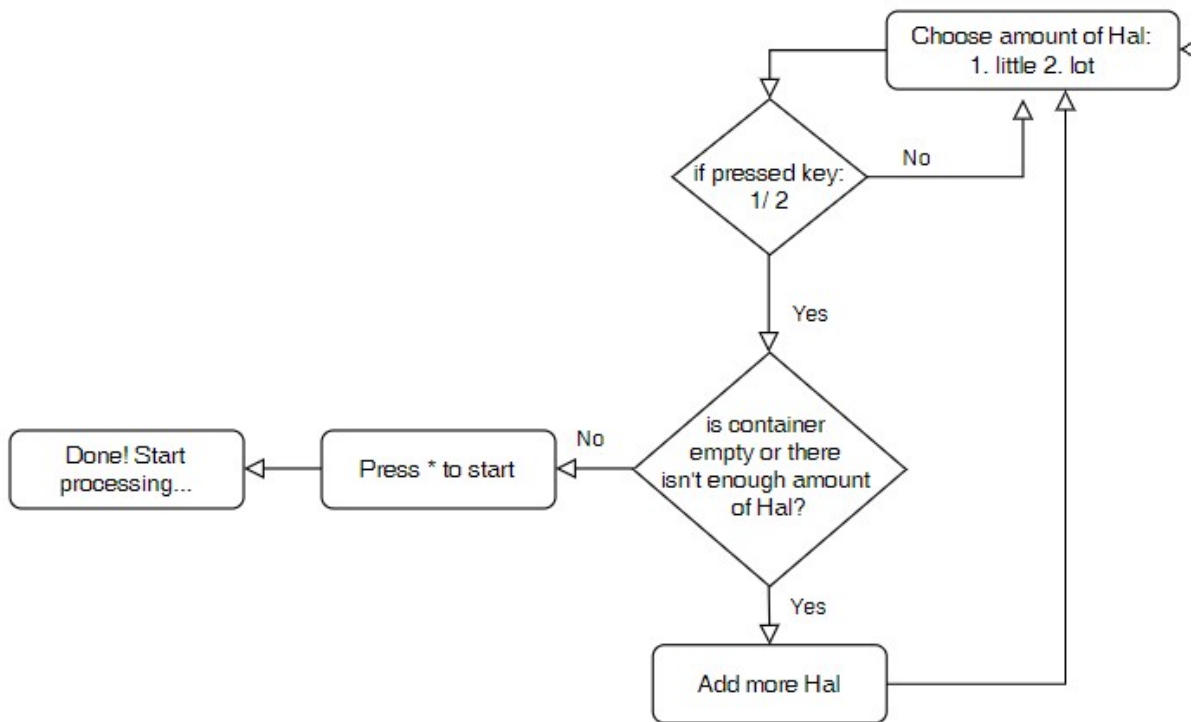 Choose amount of Hal:
1. little 2. lot
if pressed key:
1/ 2
No
Yes
is container
empty or there
isn't enough amount
of Hal?
No
Press * to start
Done! Start
processing...
Yes
Add more Hal